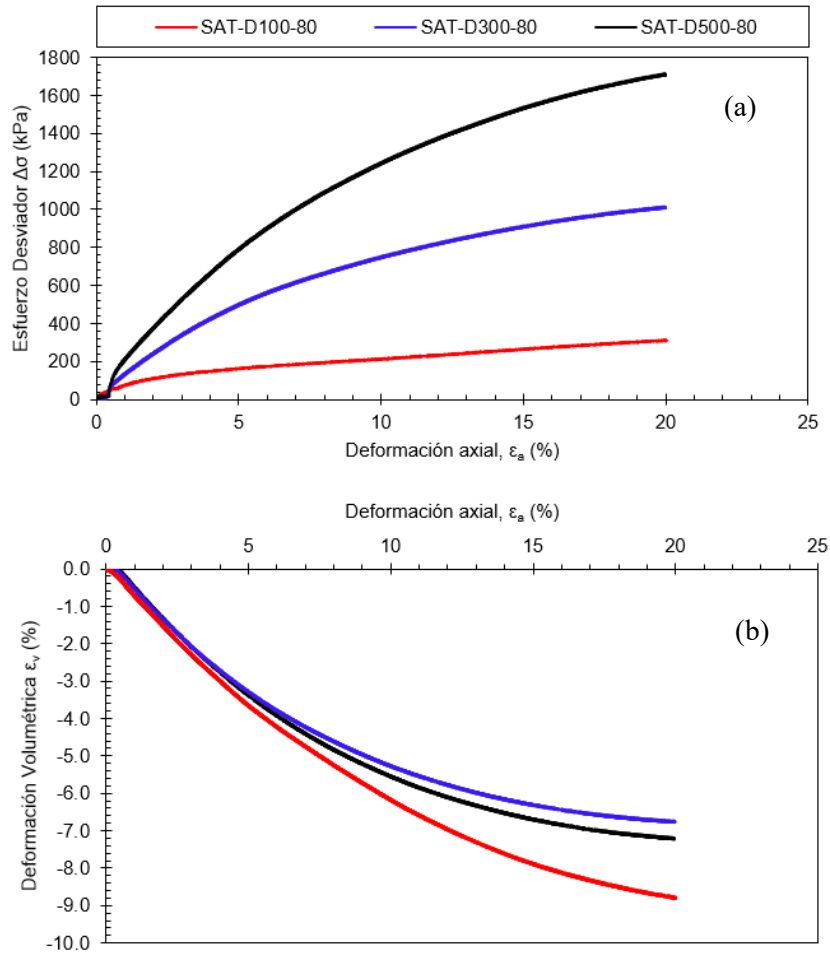 SAT-D100-80 SAT-D300-80 SAT-D500-80
1800
1600
1400
1200
1000
800
600
400
200
0
Esfuerzo Desviador Δσ (kPa)
(a)
0 5 10 15 20 25
Deformación axial, εₐ (%)
Deformación axial, εₐ (%)
0 5 10 15 20 25
0.0
-1.0
-2.0
-3.0
-4.0
-5.0
-6.0
-7.0
-8.0
-9.0
-10.0
Deformación Volumétrica εᵥ (%)
(b)